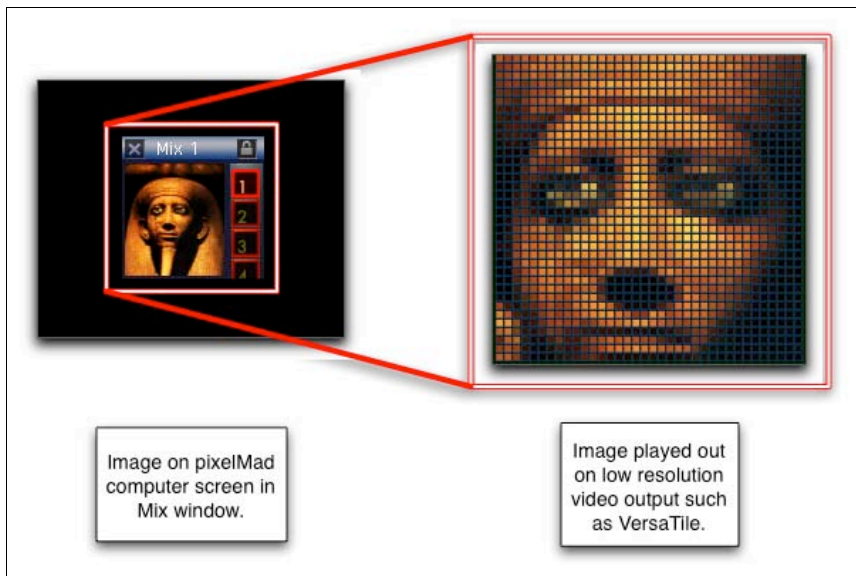 Mix 1
1
2
3
4
Image on pixelMad
computer screen in
Mix window.
Image played out
on low resolution
video output such
as VersaTile.